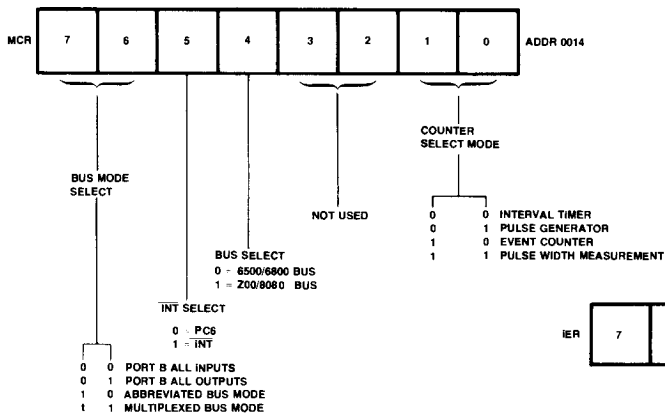 MCR 7 6 5 4 3 2 1 0 ADDR 0014
COUNTER
SELECT MODE
BUS MODE
SELECT
NOT USED
0 0 INTERVAL TIMER
0 1 PULSE GENERATOR
1 0 EVENT COUNTER
1 1 PULSE WIDTH MEASUREMENT
BUS SELECT
0 = 6500/6800 BUS
1 = Z00/8080 BUS
INT SELECT
0 = PC6
1 = INT
IER 7
0 0 PORT B ALL INPUTS
0 1 PORT B ALL OUTPUTS
1 0 ABBREVIATED BUS MODE
1 1 MULTIPLEXED BUS MODE